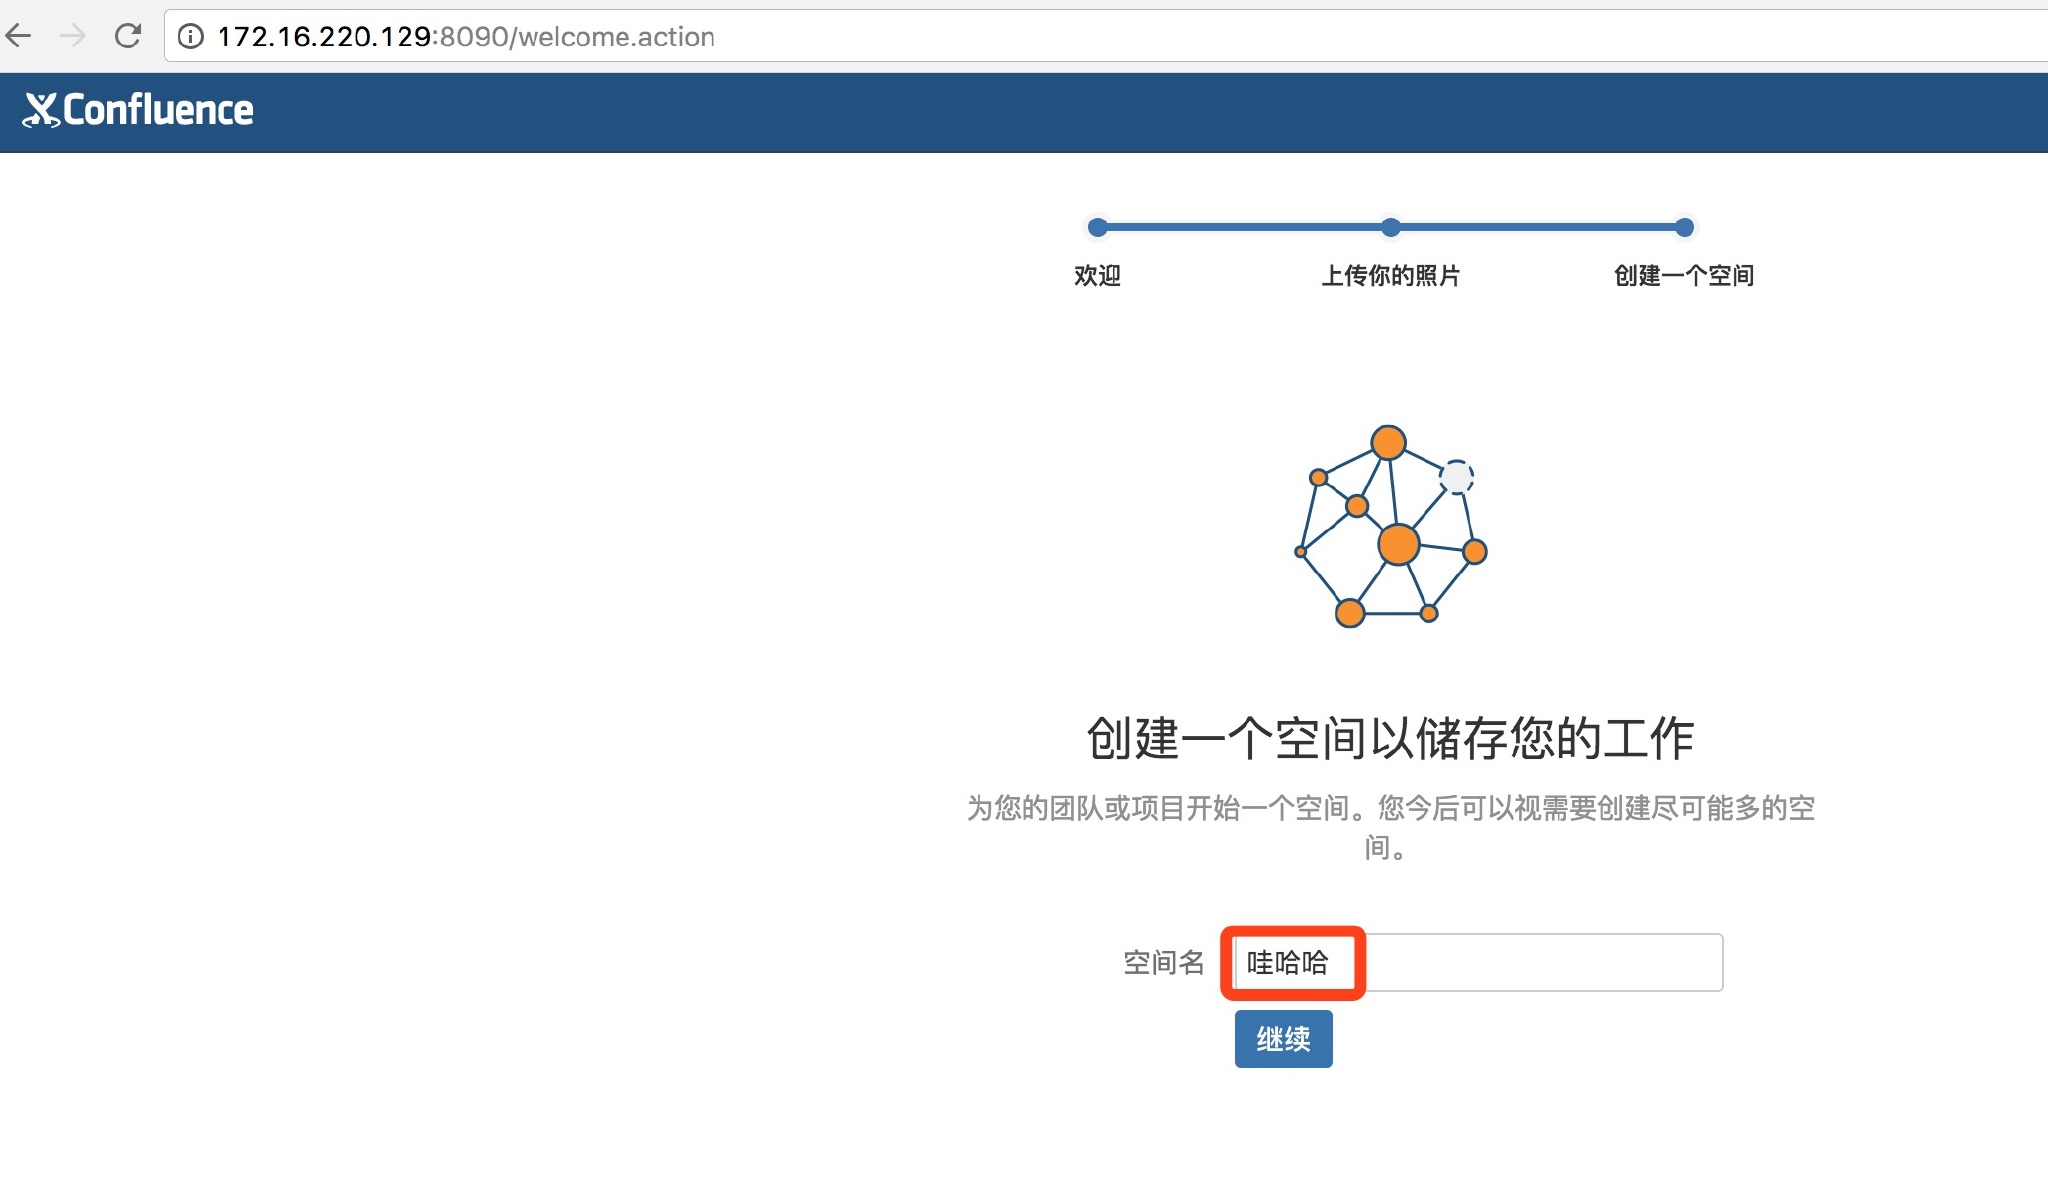 172.16.220.129:8090/welcome.action
Confluence
欢迎
上传你的照片
创建一个空间
创建一个空间以储存您的工作
为您的团队或项目开始一个空间。您今后可以视需要创建尽可能多的空
间。
空间名 哇哈哈
继续